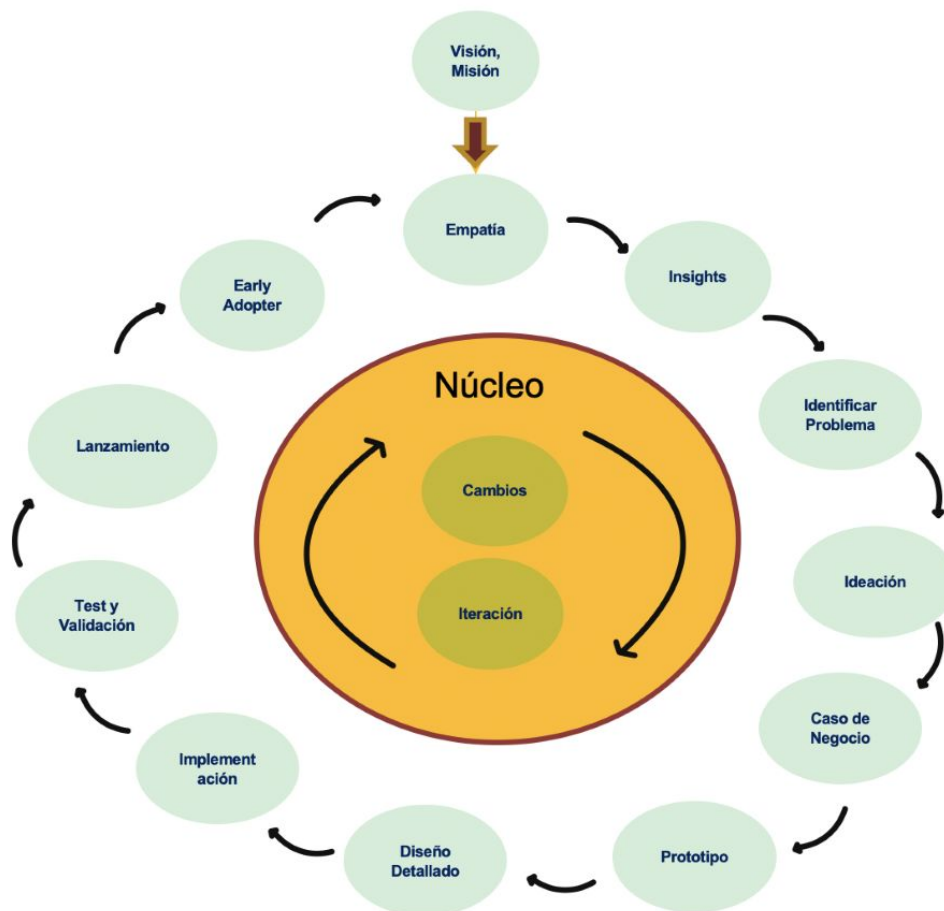 Visión,
Misión
Empatía
Insights
Identificar
Problema
Ideación
Caso de
Negocio
Prototipo
Diseño
Detallado
Implement
ación
Test y
Validación
Lanzamiento
Early
Adopter
Núcleo
Cambios
Iteración